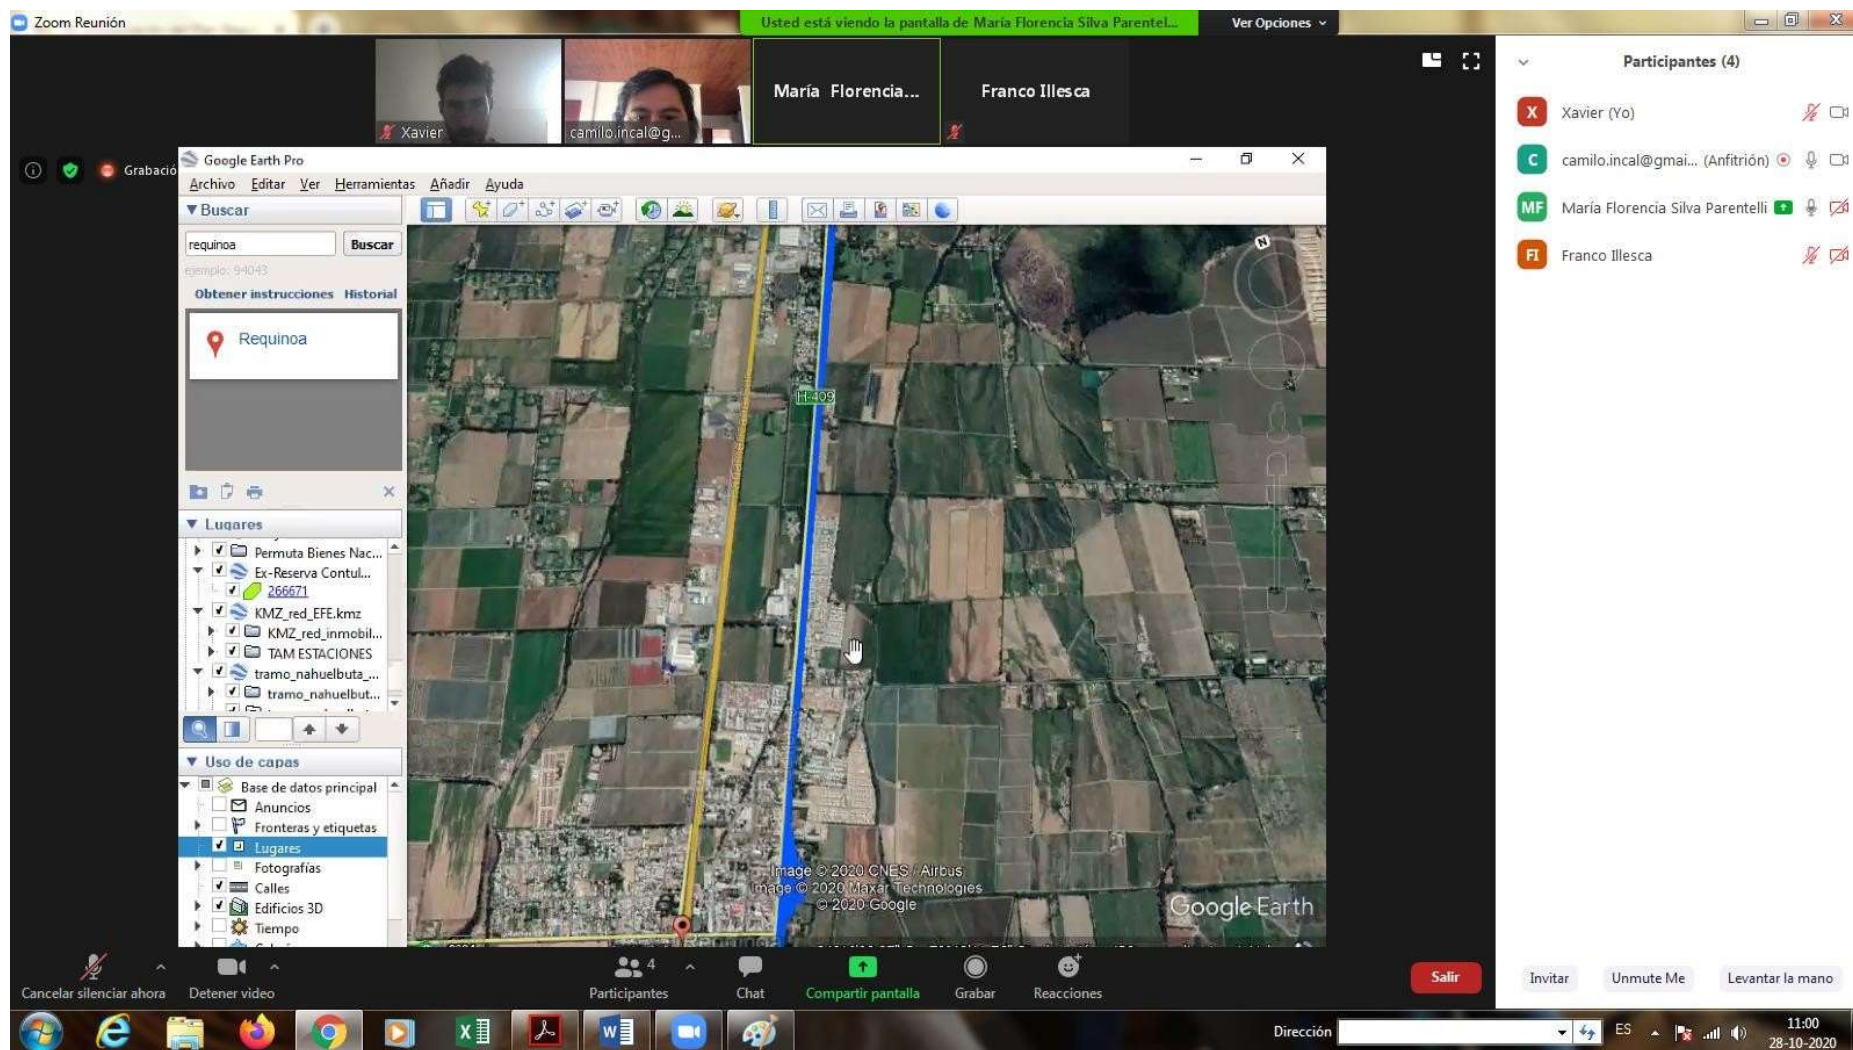 Zoom Reunión
Usted está viendo la pantalla de María Florencia Silva Parentel...
Ver Opciones
Xavier
camilo.incal@g...
María Florencia...
Franco Illesca
Grabació
Google Earth Pro
Archivo Editar Ver Herramientas Añadir Ayuda
Buscar
requinoa
Buscar
ejemplo: 94043
Obtener instrucciones Historial
Requinoa
Lugares
Permuta Bienes Nac...
Ex-Reserva Contul...
266671
KMZ_red_EFE.kmz
KMZ_red_inmobil...
TAM ESTACIONES
tramo_nahuelbuta_...
tramo_nahuelbut...
Uso de capas
Base de datos principal
Anuncios
Fronteras y etiquetas
Lugares
Fotografías
Calles
Edificios 3D
Tiempo
H-409
N
Image © 2020 CNES / Airbus
Image © 2020 Maxar Technologies
© 2020 Google
Google Earth
Participantes (4)
X Xavier (Yo)
C camilo.incal@gmai... (Anfitrión)
MF María Florencia Silva Parentelli
FI Franco Illesca
Cancelar silenciar ahora
Detener video
4
Participantes
Chat
Compartir pantalla
Grabar
Reacciones
Salir
Invitar
Unmute Me
Levantar la mano
Dirección
ES
11:00
28-10-2020